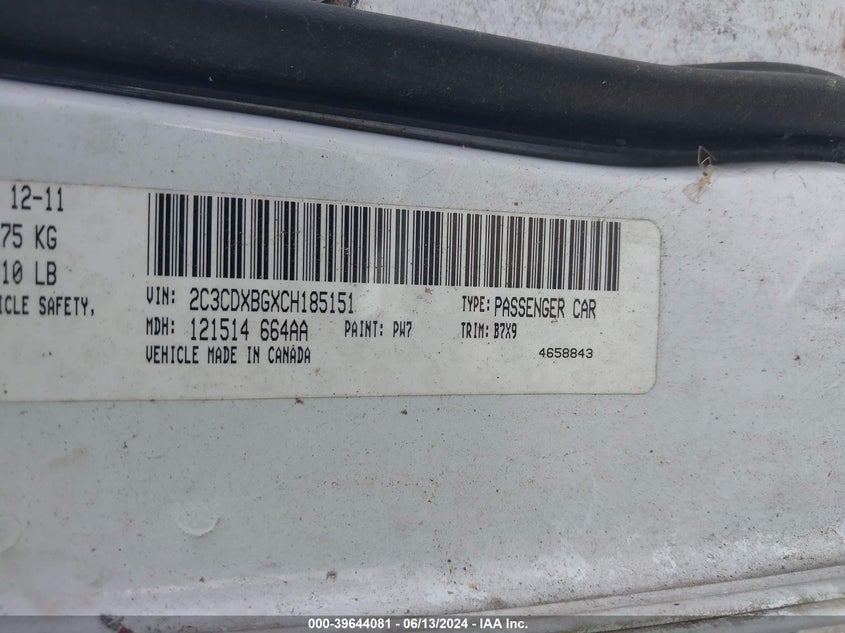 12-11
75 KG
10 LB
ICLE SAFETY,
VIN: 2C3CDXBGXCH185151
TYPE: PASSENGER CAR
MDH: 121514 664AA
PAINT: PW7
TRIM: B7X9
VEHICLE MADE IN CANADA
4658843
000-39644081 - 06/13/2024 - IAA Inc.